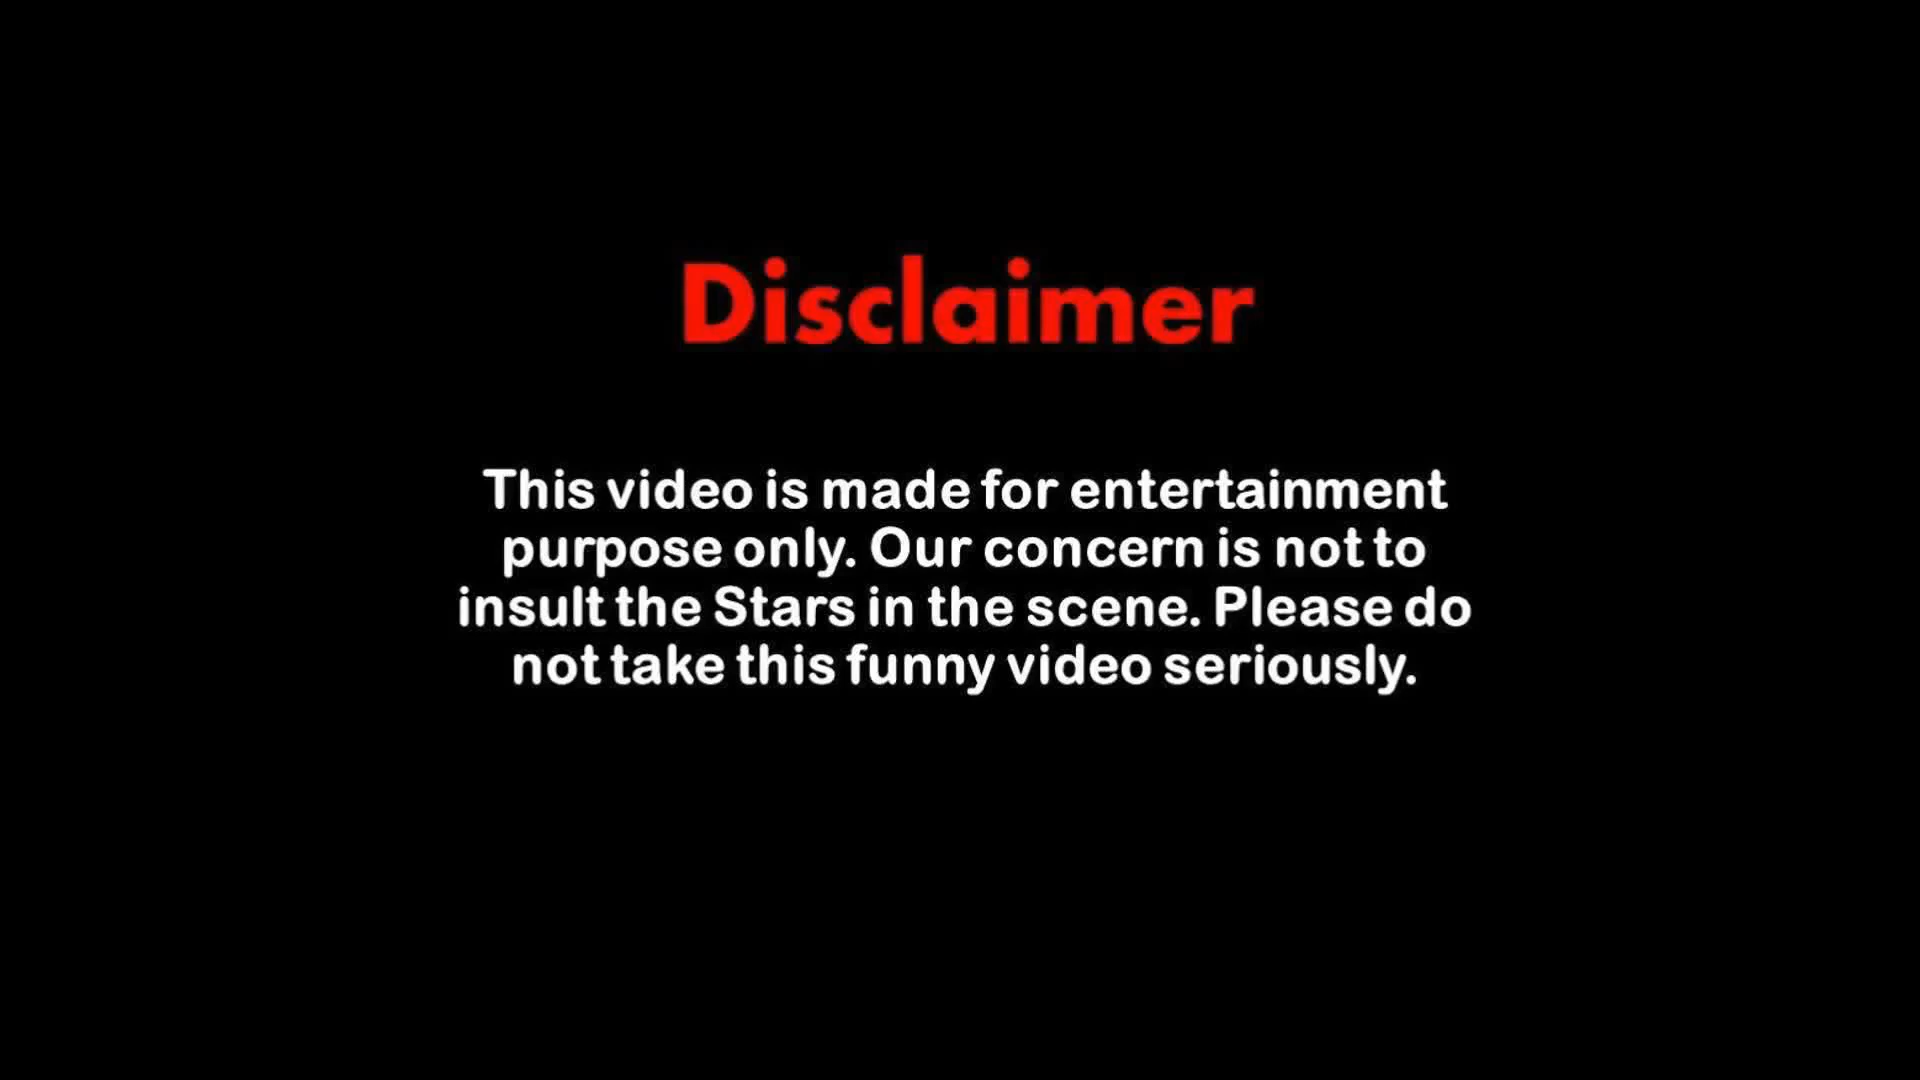 Disclaimer
This video is made for entertainment
purpose only. Our concern is not to
insult the Stars in the scene. Please do
not take this funny video seriously.